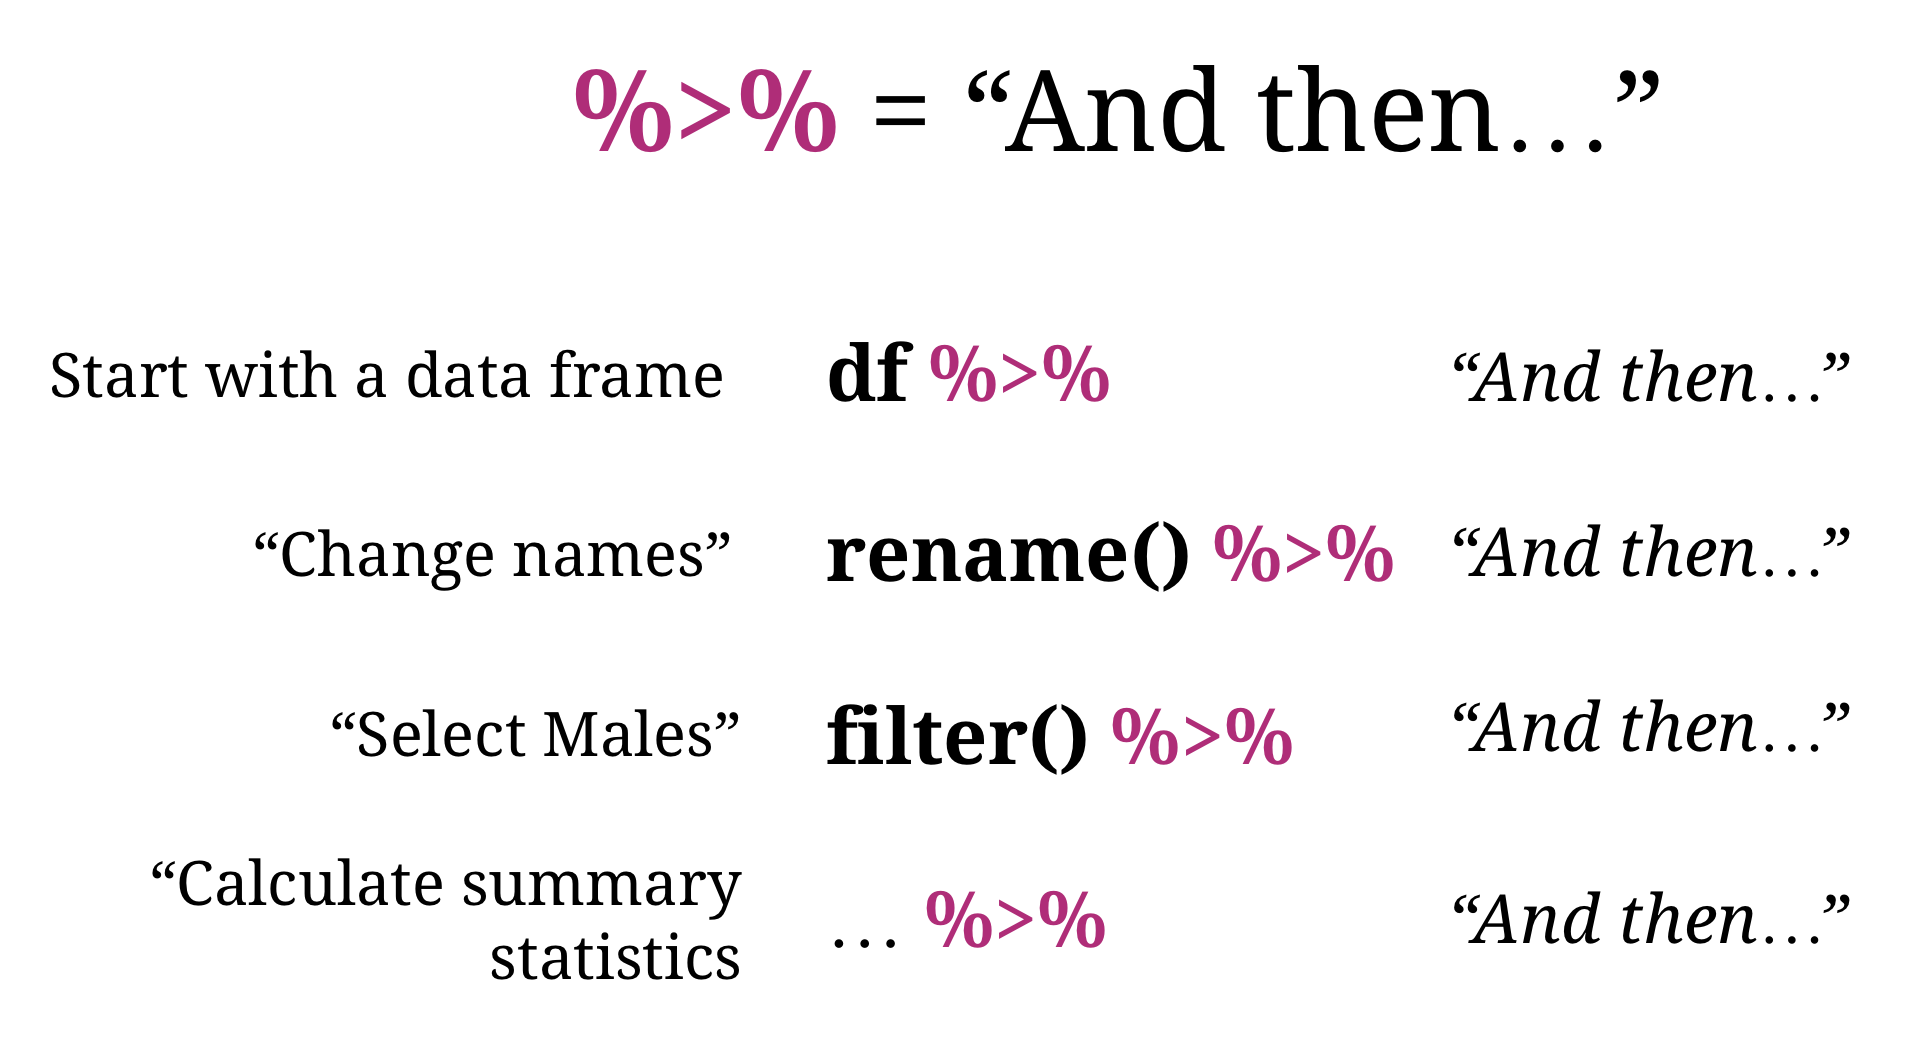 %>% = “And then…”
Start with a data frame df %>% “And then…”
“Change names” rename() %>% “And then…”
“Select Males” filter() %>% “And then…”
“Calculate summary
statistics … %>% “And then…”